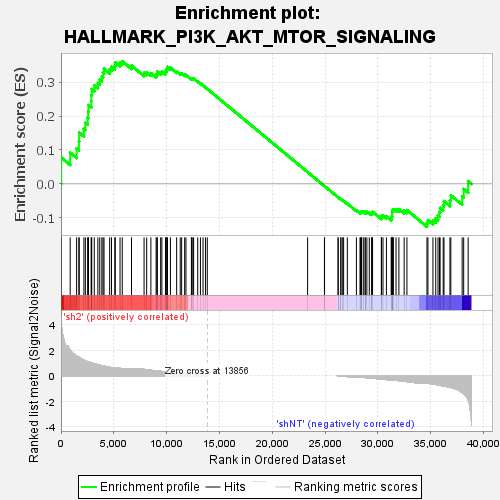 Enrichment plot:
HALLMARK_PI3K_AKT_MTOR_SIGNALING
Enrichment score (ES)
0.3
0.2
0.1
0.0
-0.1
'sh2' (positively correlated)
Ranked list metric (Signal2Noise)
4
2
0
-2
-4
Zero cross at 13856
'shNT' (negatively correlated)
0
5,000
10,000
15,000
20,000
25,000
30,000
35,000
40,000
Rank in Ordered Dataset
Enrichment profile
Hits
Ranking metric scores